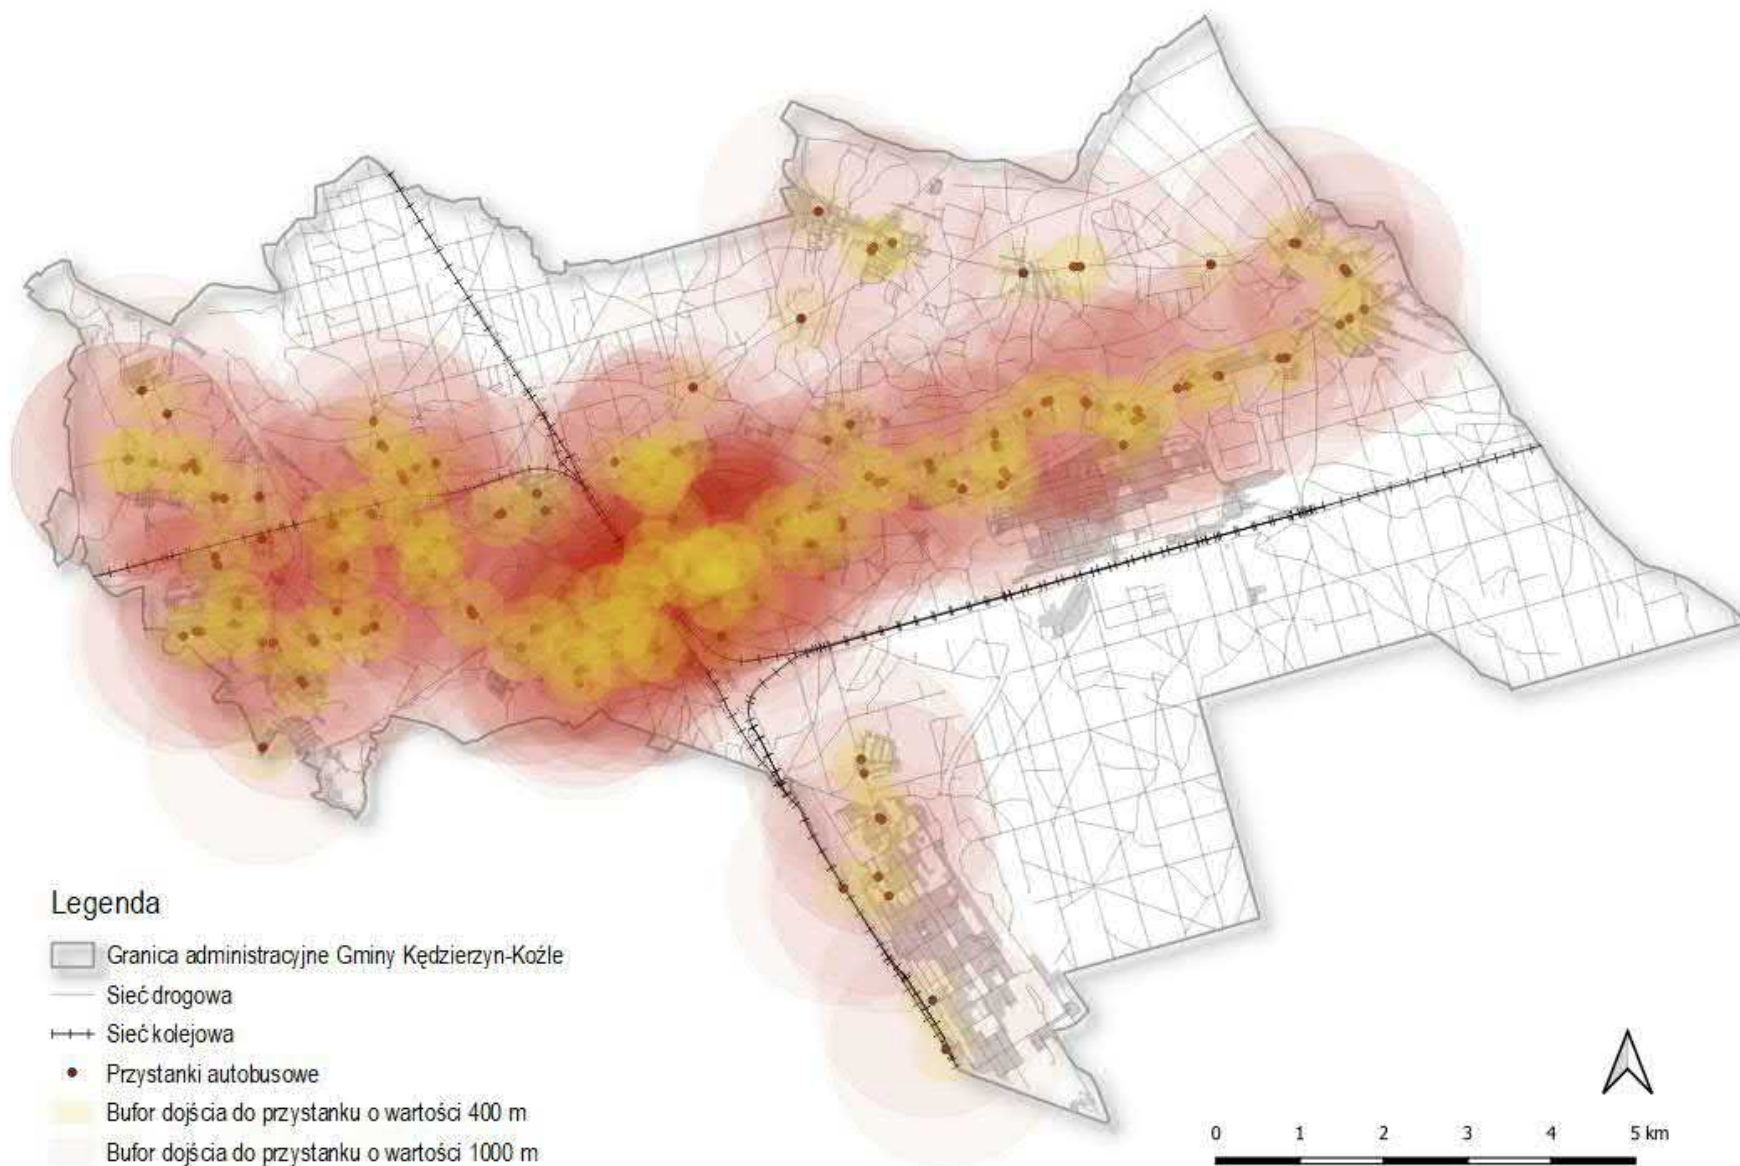 Legenda
Granica administracyjne Gminy Kędzierzyn-Koźle
Sieć drogowa
Sieć kolejowa
Przystanki autobusowe
Bufor dojścia do przystanku o wartości 400 m
Bufor dojścia do przystanku o wartości 1000 m
0 1 2 3 4 5 km